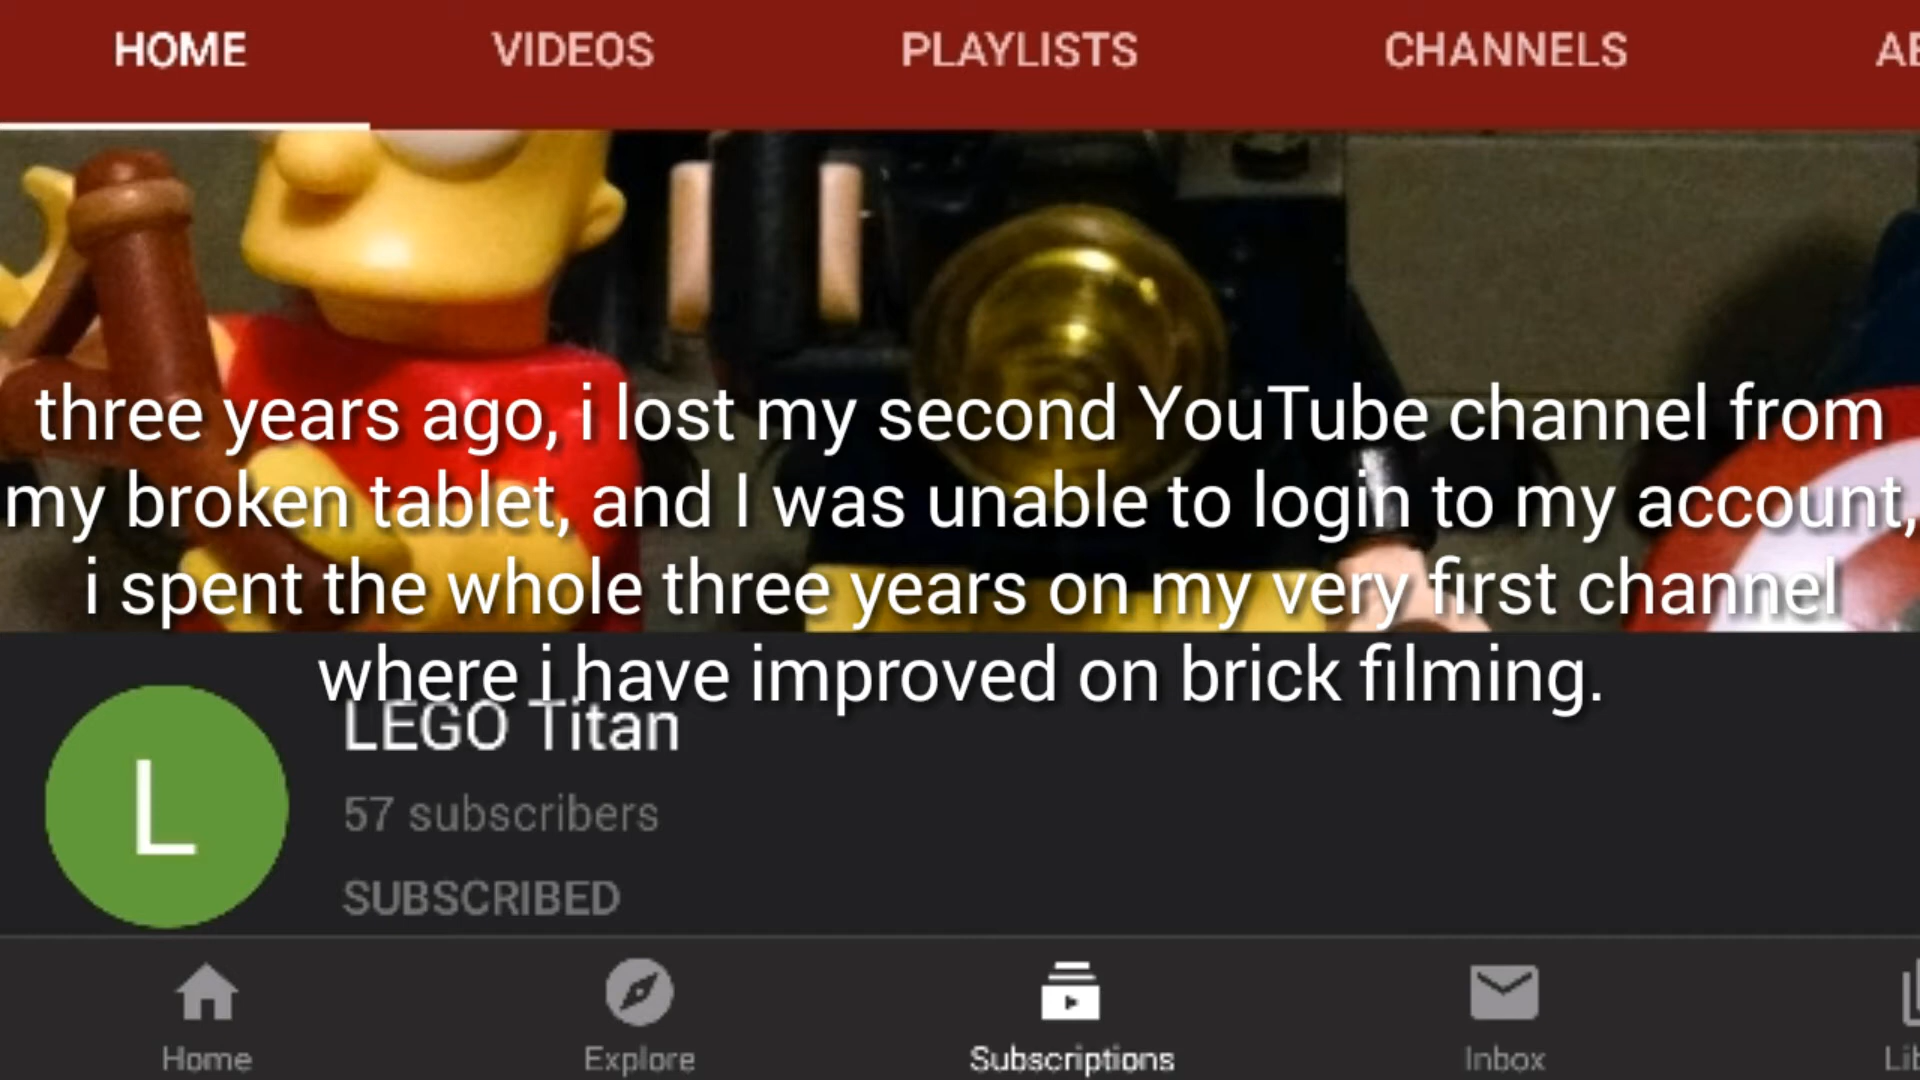 HOME VIDEOS PLAYLISTS CHANNELS
three years ago, i lost my second YouTube channel from
my broken tablet, and I was unable to login to my account,
i spent the whole three years on my very first channel
where i have improved on brick filming.
L
LEGO Titan
57 subscribers
SUBSCRIBED
Home Explore Subscriptions Inbox